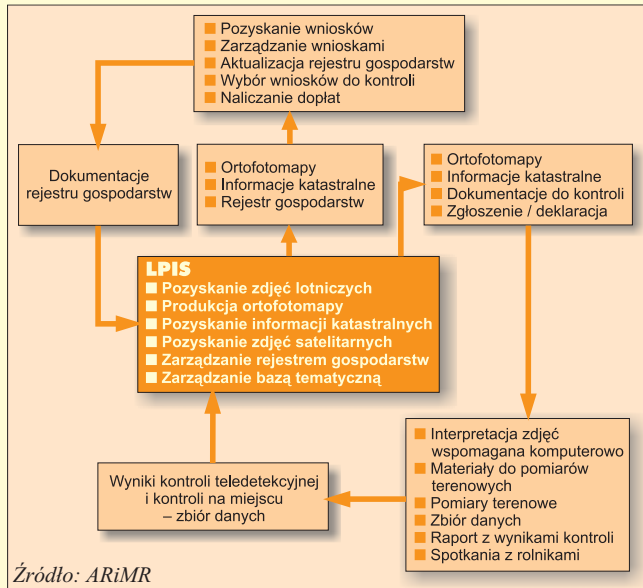 ■ Pozyskanie wniosków
■ Zarządzanie wnioskami
■ Aktualizacja rejestru gospodarstw
■ Wybór wniosków do kontroli
■ Naliczanie dopłat
Dokumentacje
rejestru gospodarstw
■ Ortofotomapy
■ Informacje katastralne
■ Rejestr gospodarstw
■ Ortofotomapy
■ Informacje katastralne
■ Dokumentacje do kontroli
■ Zgłoszenie / deklaracja
LPIS
■ Pozyskanie zdjęć lotniczych
■ Produkcja ortofotomapy
■ Pozyskanie informacji katastralnych
■ Pozyskanie zdjęć satelitarnych
■ Zarządzanie rejestrem gospodarstw
■ Zarządzanie bazą tematyczną
Wyniki kontroli teledetekcyjnej
i kontroli na miejscu
– zbiór danych
■ Interpretacja zdjęć
wspomagana komputerowo
■ Materiały do pomiarów
terenowych
■ Pomiary terenowe
■ Zbiór danych
■ Raport z wynikami kontroli
■ Spotkania z rolnikami
Źródło: ARiMR